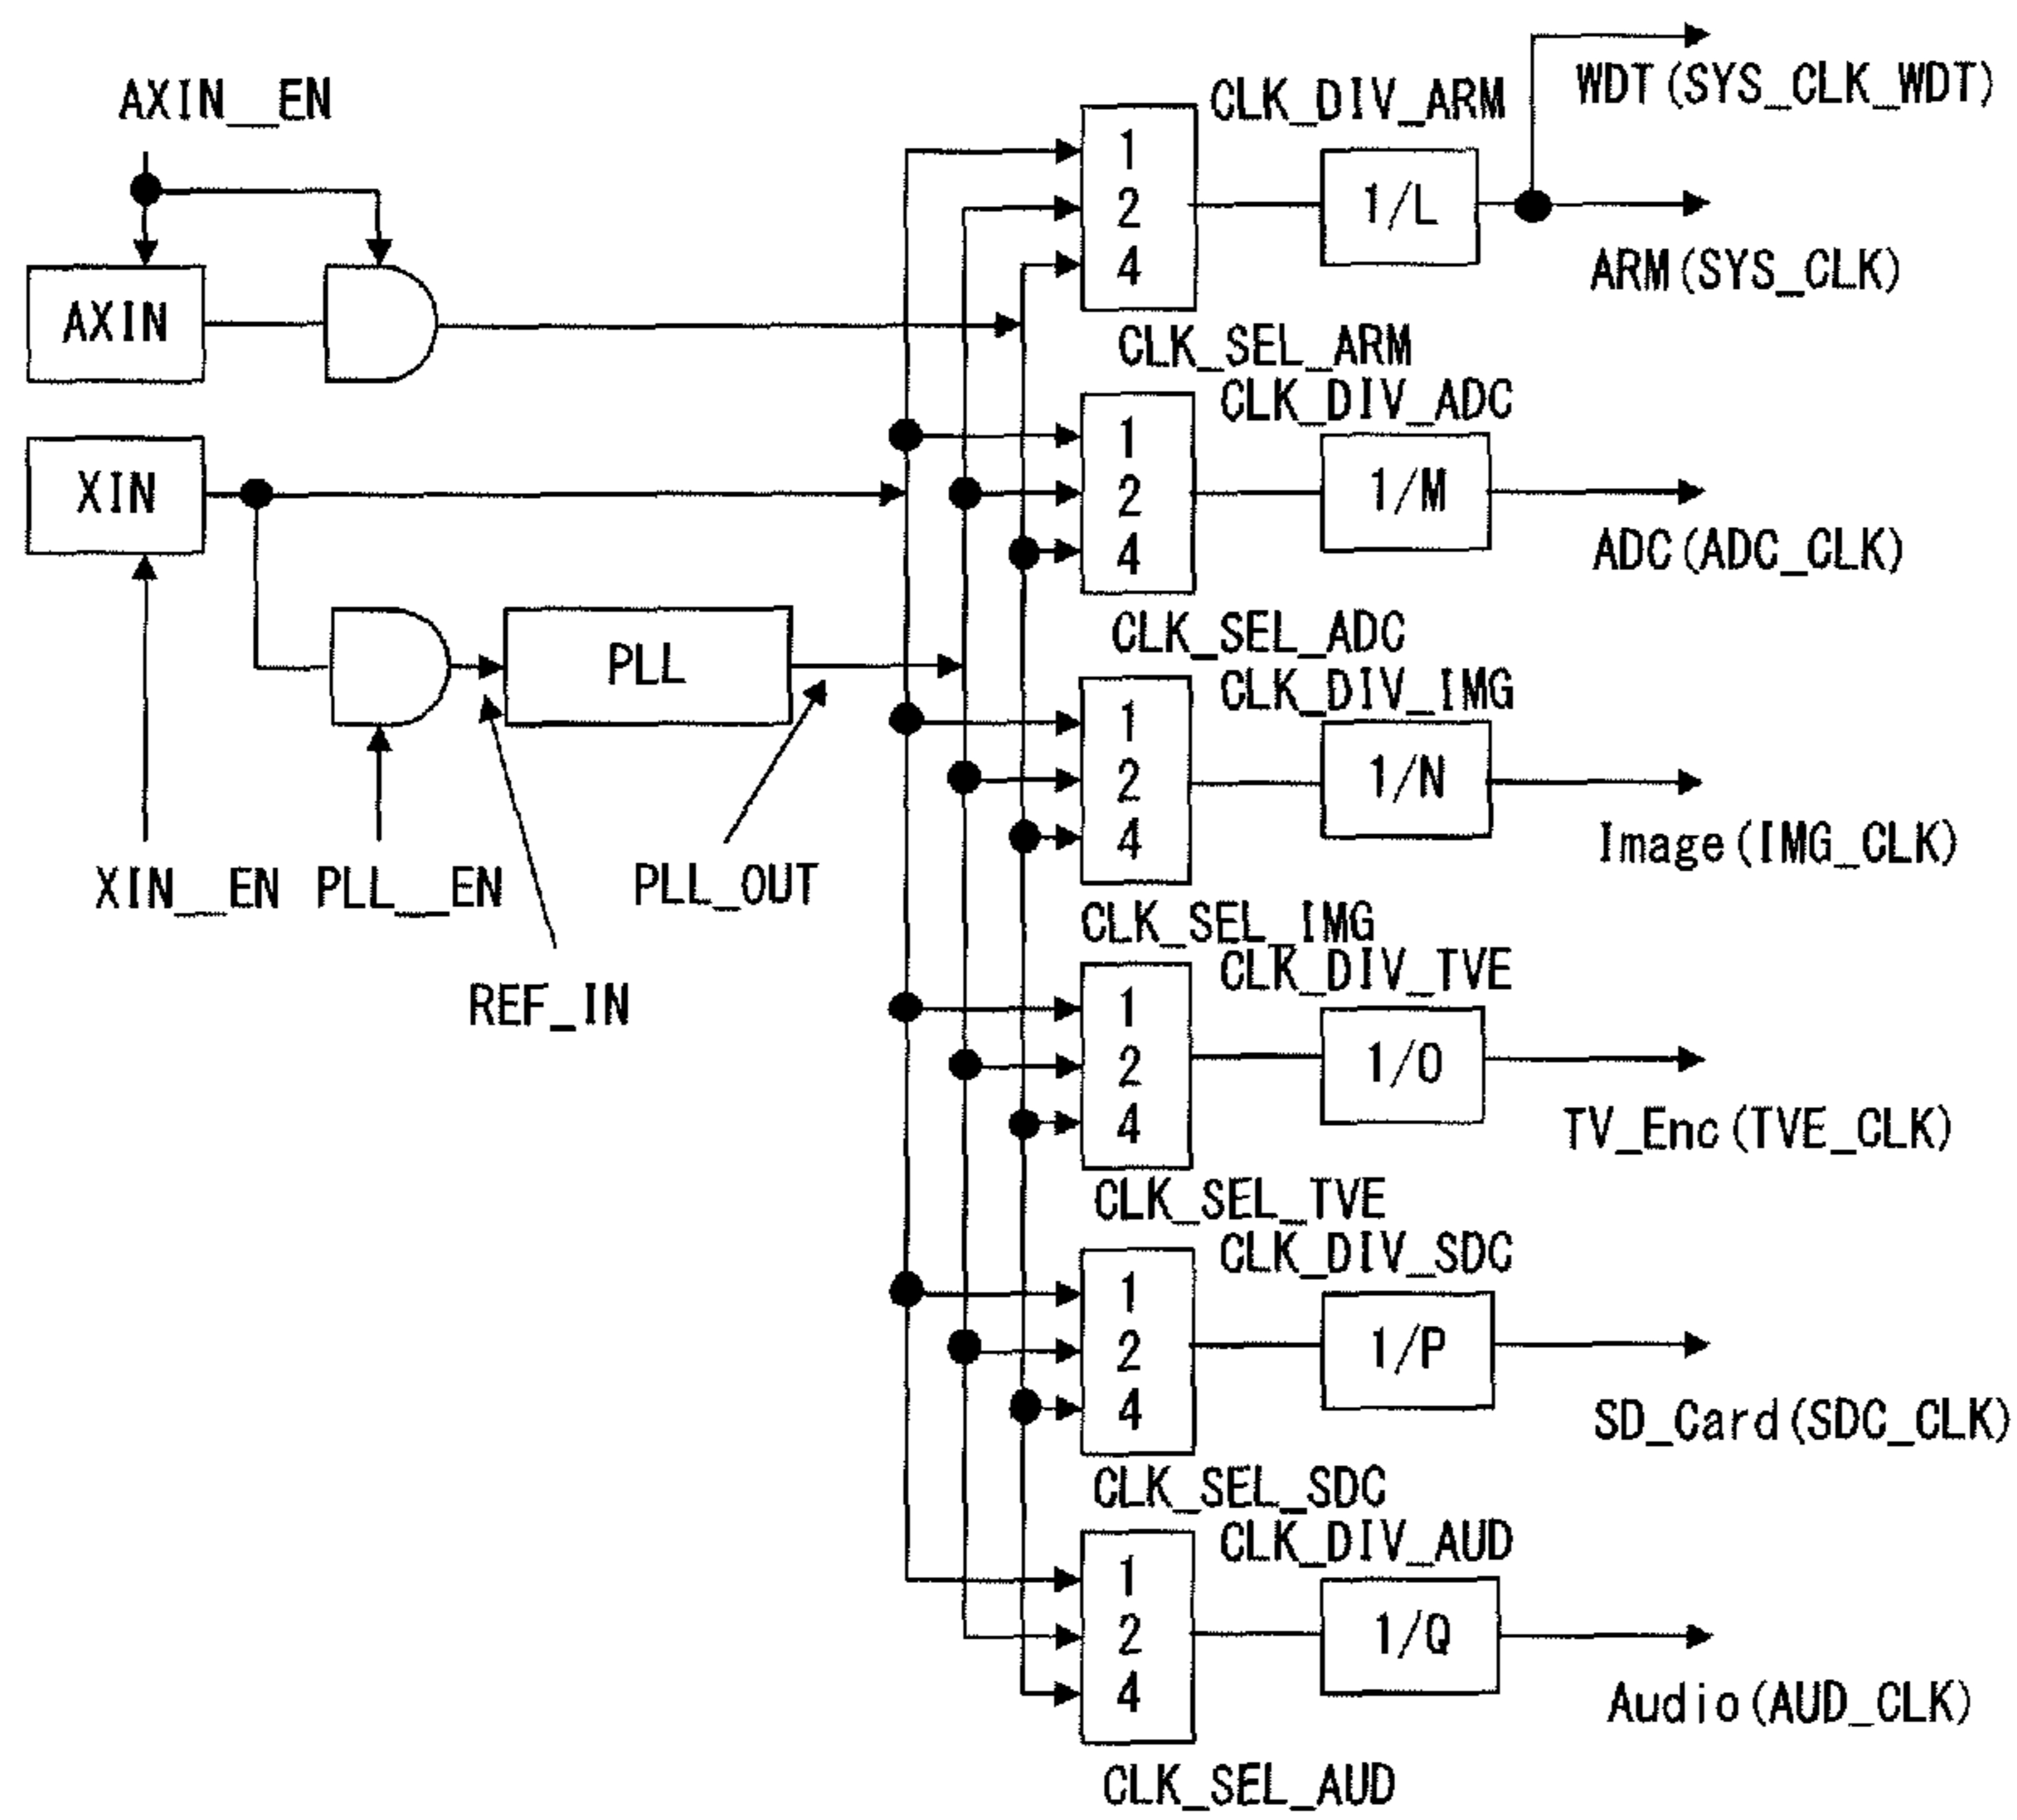 WDT(SYS_CLK_WDT)
AXIN__EN
CLK_DIV_ARM
1
2
4
1/L
ARM(SYS_CLK)
AXIN
CLK_SEL_ARM
CLK_DIV_ADC
XIN
1
2
4
1/M
ADC(ADC_CLK)
PLL
CLK_SEL_ADC
CLK_DIV_IMG
1
2
4
1/N
Image(IMG_CLK)
XIN__EN
PLL__EN
PLL_OUT
REF_IN
CLK_SEL_IMG
CLK_DIV_TVE
1
2
4
1/O
TV_Enc(TVE_CLK)
CLK_SEL_TVE
CLK_DIV_SDC
1
2
4
1/P
SD_Card(SDC_CLK)
CLK_SEL_SDC
CLK_DIV_AUD
1
2
4
1/Q
Audio(AUD_CLK)
CLK_SEL_AUD